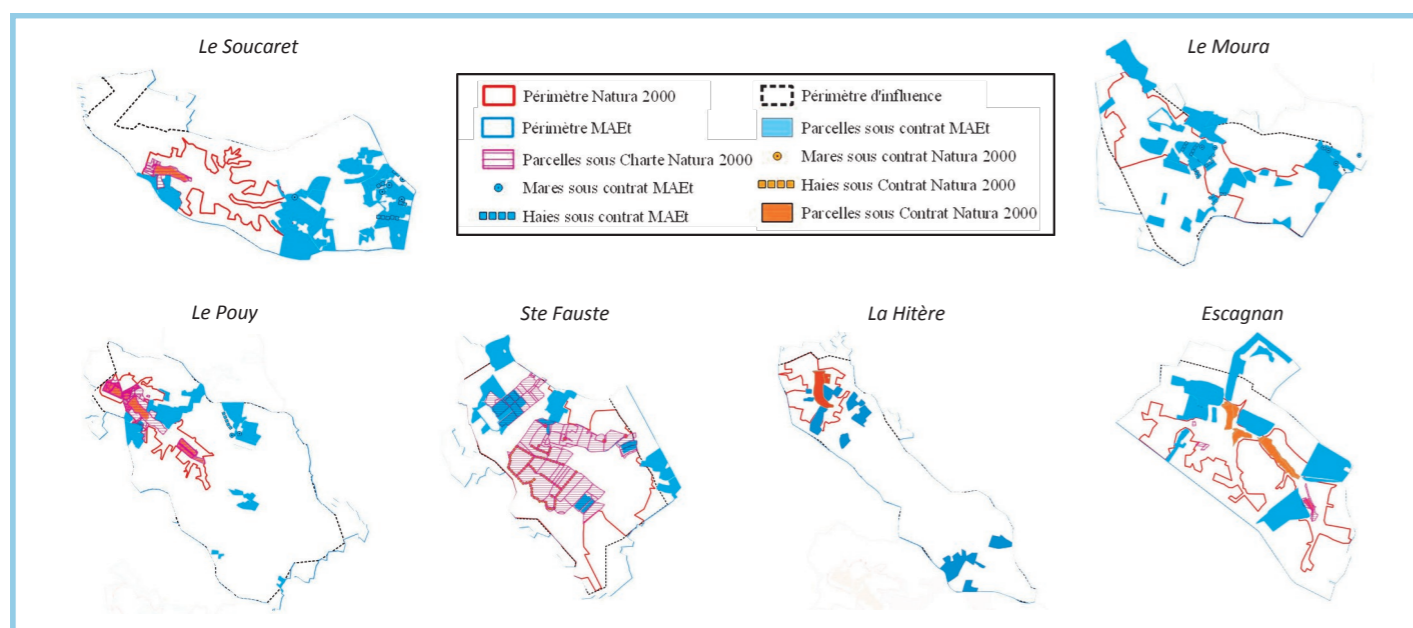 Le Soucaret
Le Moura
Périmètre Natura 2000
Périmètre MAEt
Parcelles sous Charte Natura 2000
Mares sous contrat MAEt
Haies sous contrat MAEt
Périmètre d'influence
Parcelles sous contrat MAEt
Mares sous contrat Natura 2000
Haies sous Contrat Natura 2000
Parcelles sous Contrat Natura 2000
Le Pouy
Ste Fauste
La Hitère
Escagnan